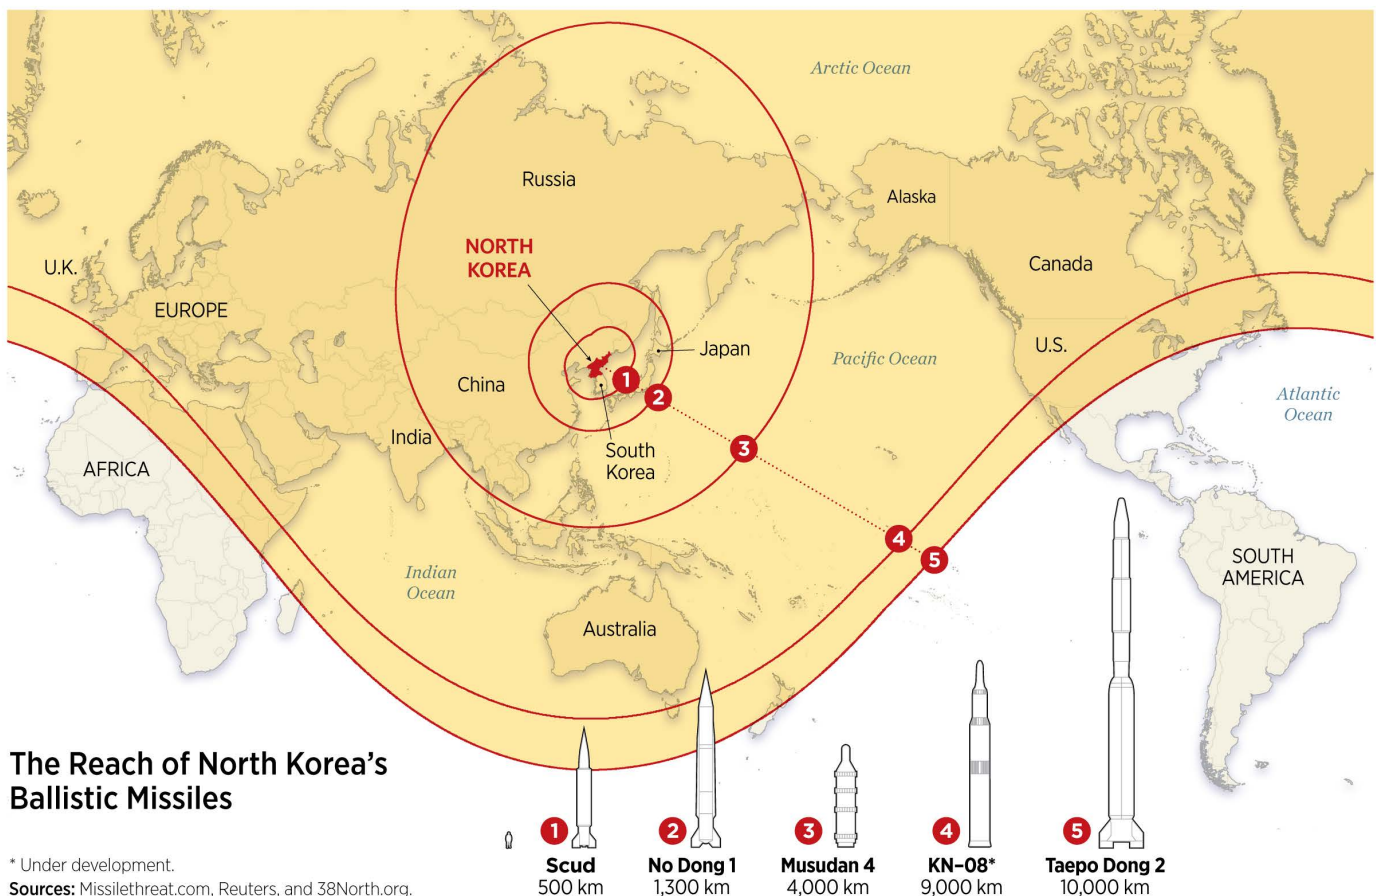 Arctic Ocean
Russia
Alaska
NORTH
KOREA
U.K.
Canada
EUROPE
Japan
U.S.
Pacific Ocean
China
Atlantic
Ocean
1
2
India
3
South
Korea
AFRICA
4
5
SOUTH
AMERICA
Indian
Ocean
Australia
The Reach of North Korea's
Ballistic Missiles
* Under development.
Sources: Missilethreat.com, Reuters, and 38North.org.
1
Scud
500 km
2
No Dong 1
1,300 km
3
Musudan 4
4,000 km
4
KN–08*
9,000 km
5
Taepo Dong 2
10,000 km